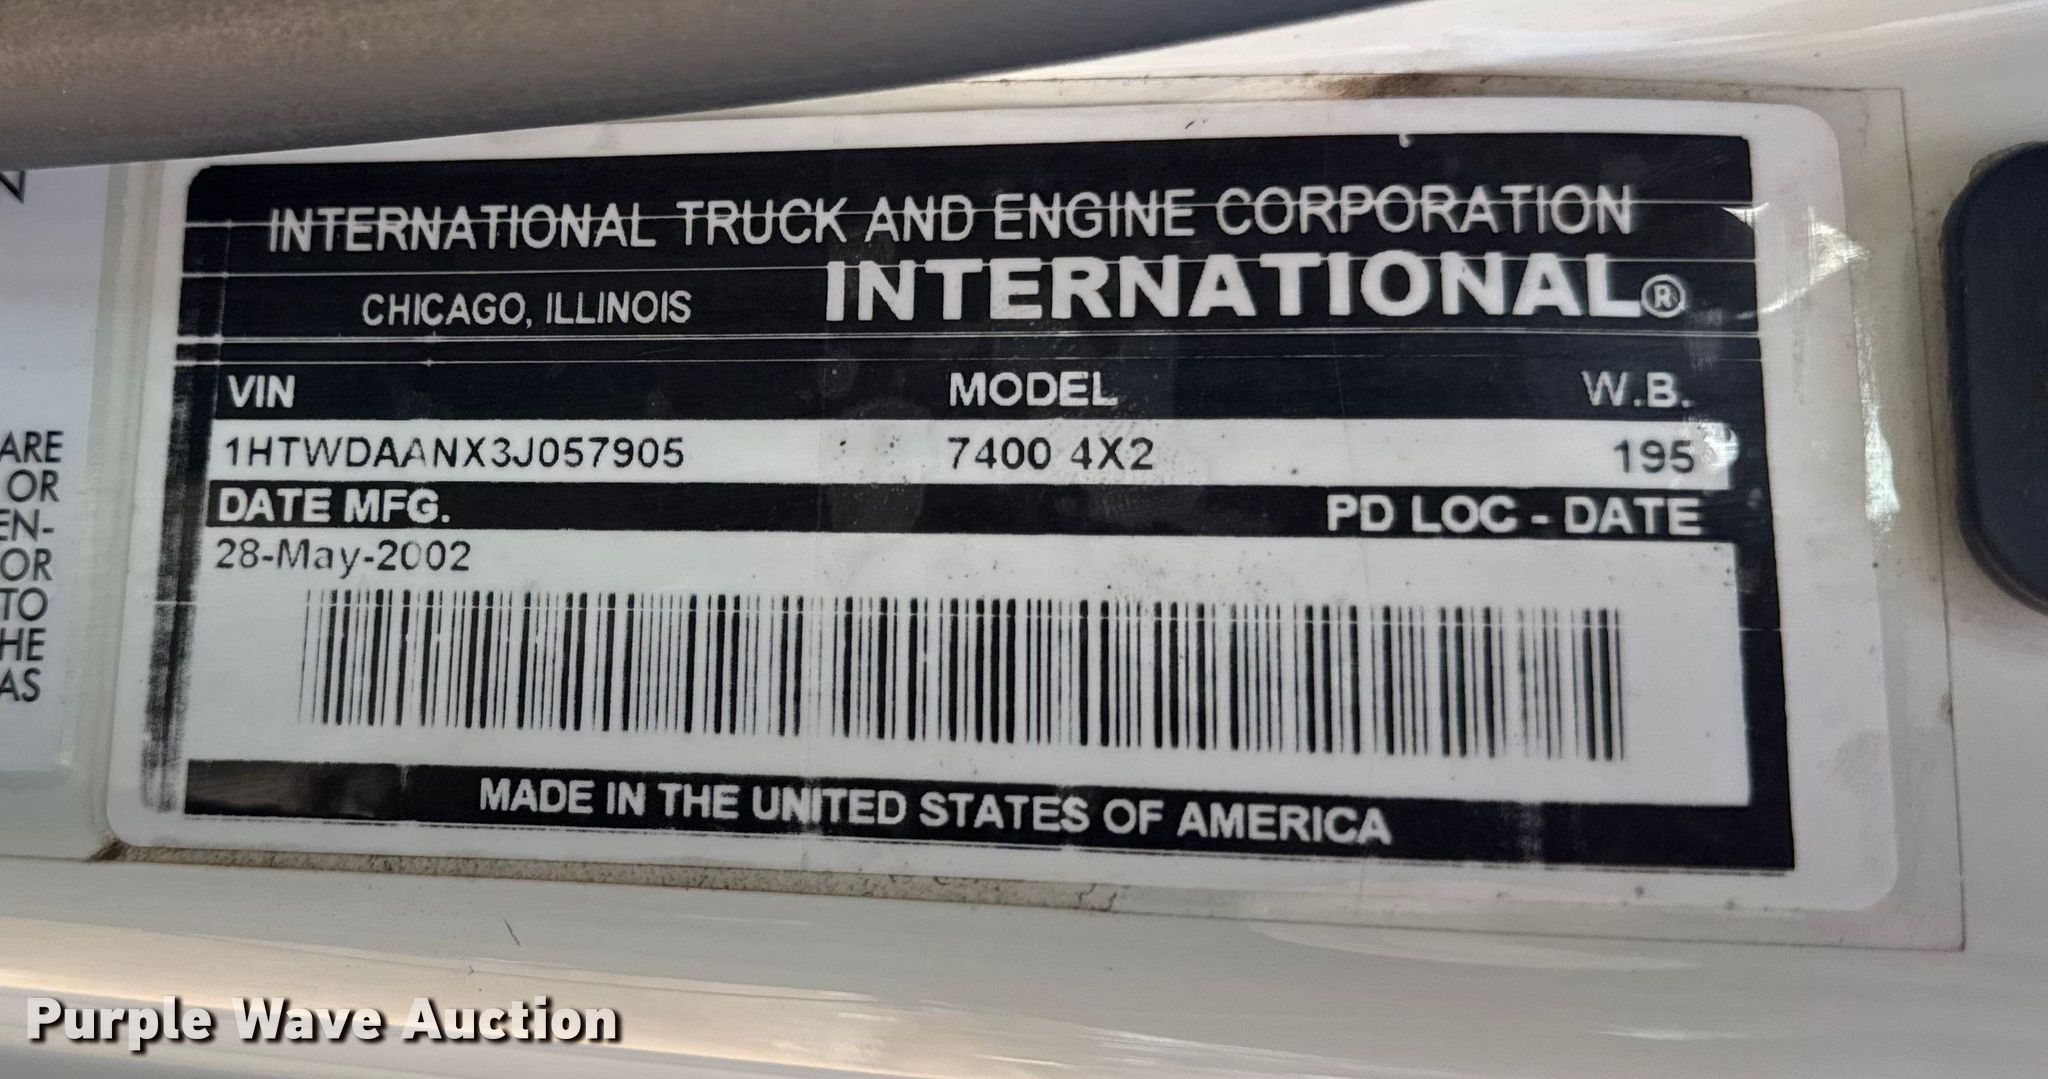 N
ARE
OR
EN-
OR
TO
HE
AS
INTERNATIONAL TRUCK AND ENGINE CORPORATION
CHICAGO, ILLINOIS INTERNATIONAL®
VIN MODEL W.B.
1HTWDAANX3J057905 7400 4X2 195
DATE MFG. PD LOC - DATE
28-May-2002
MADE IN THE UNITED STATES OF AMERICA
Purple Wave Auction